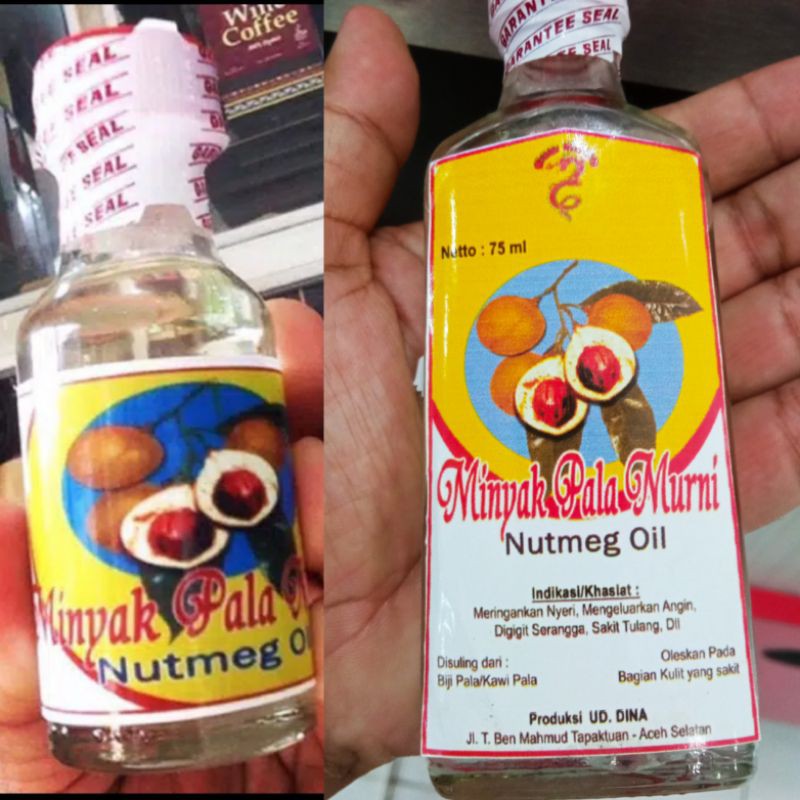 Wine
Coffee
SEAL
E SEAL
SEAL
E SEAL
Minyak Pala
Nutmeg
GARANTEE SEAL
GARANTEE SEAL
Netto : 75 ml
Minyak Pala Murni
Nutmeg Oil
Indikasi/Khasiat :
Meringankan Nyeri, Mengeluarkan Angin,
Digigit Serangga, Sakit Tulang, Dll
Disuling dari :
Biji Pala/Kawi Pala
Oleskan Pada
Bagian Kulit yang sakit
Produksi UD. DINA
Jl. T. Ben Mahmud Tapaktuan - Aceh Selatan